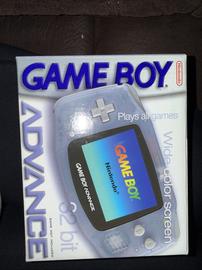 GAME BOY
Nintendo
ADVANCE
Plays all games
Wide color screen
32 bit
GAME BOY
Nintendo
GAME BOY ADVANCE